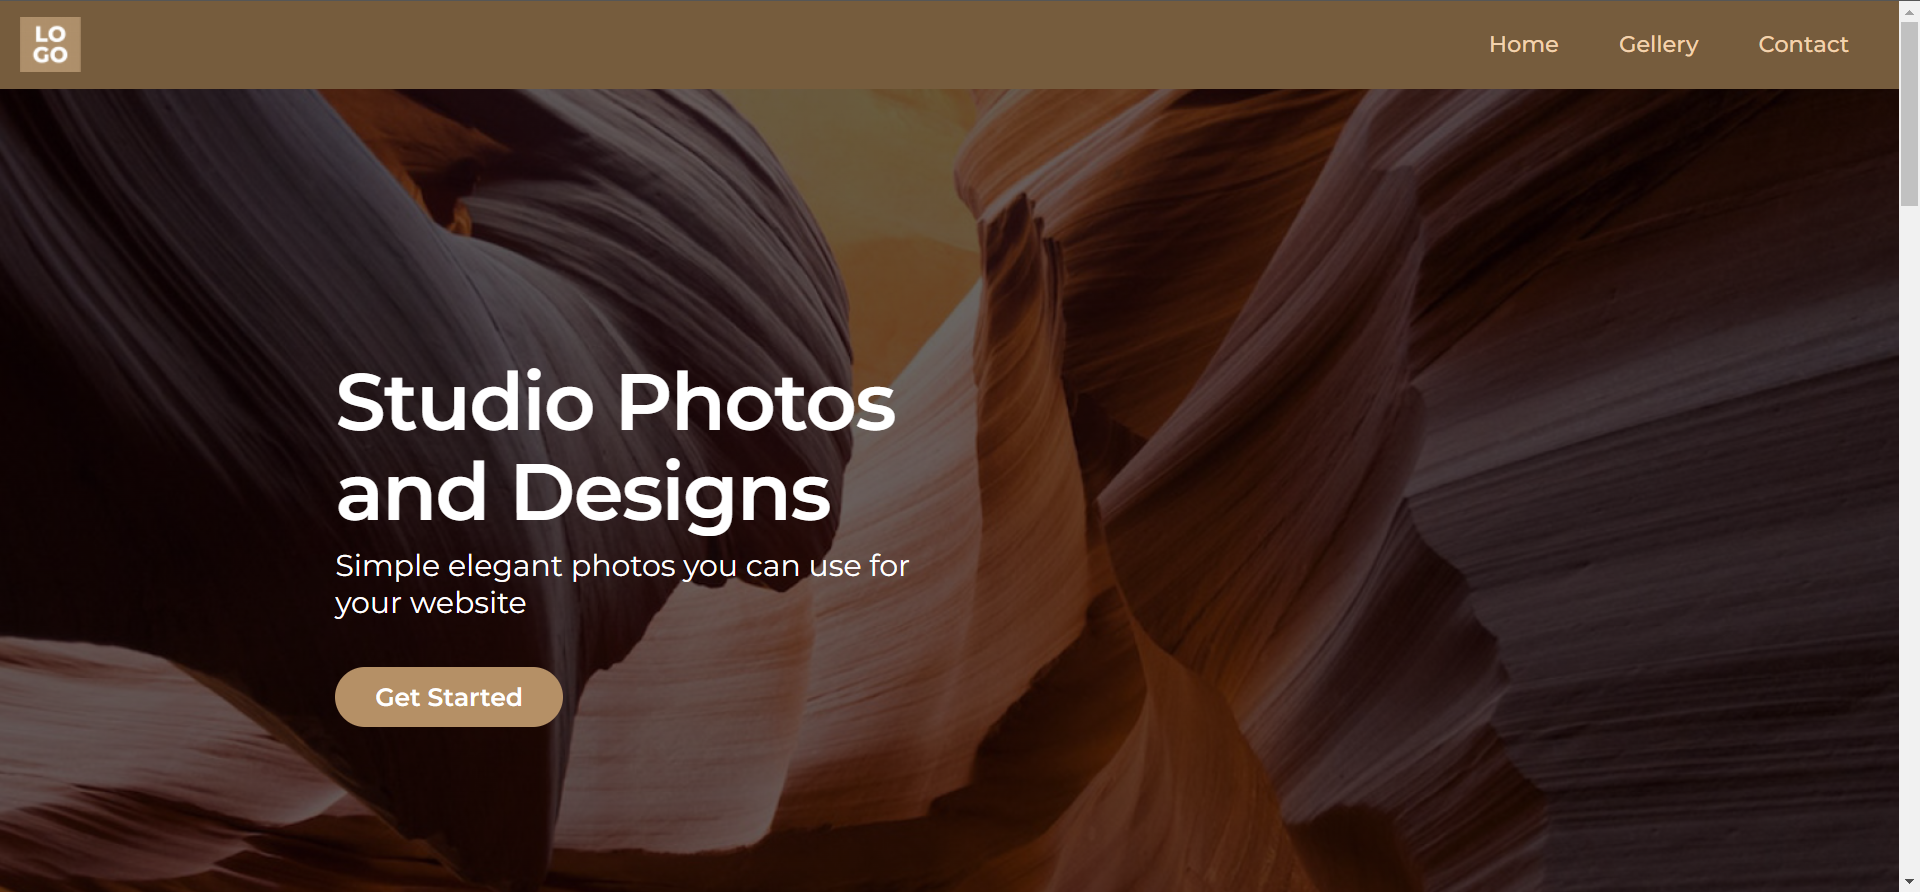 LO
GO
Home Gellery Contact
Studio Photos
and Designs
Simple elegant photos you can use for
your website
Get Started